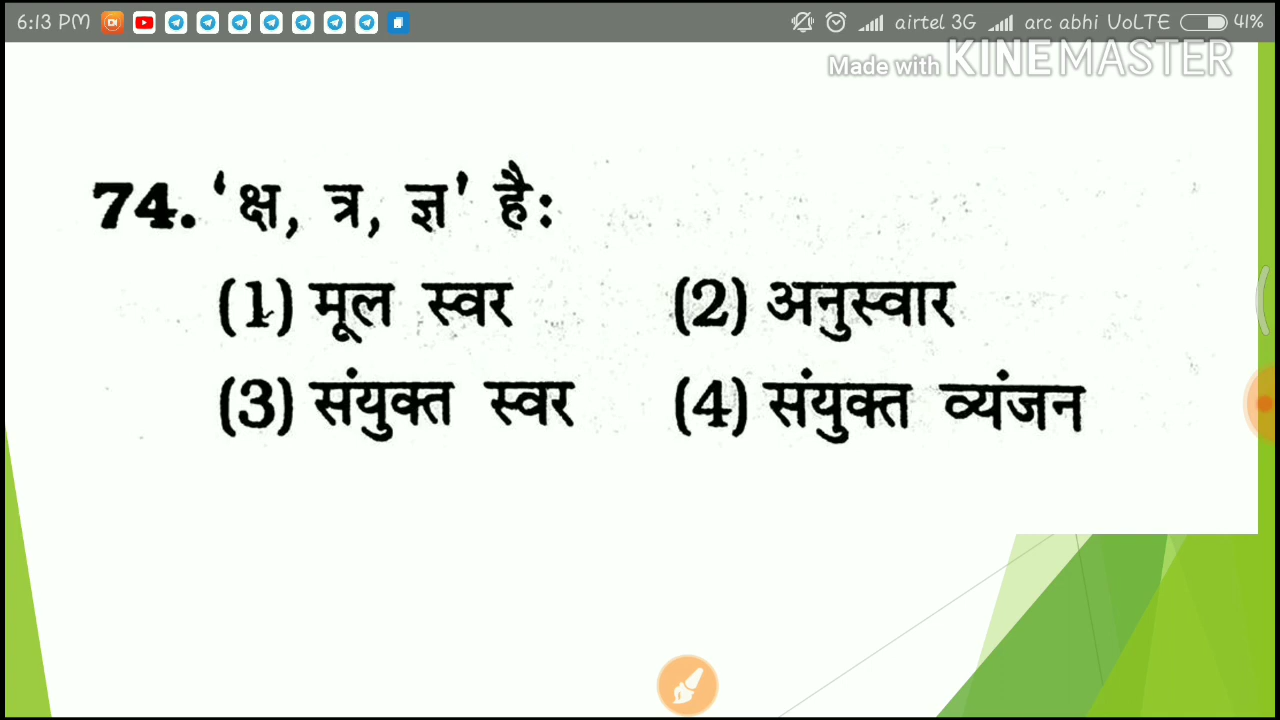 6:13 PM airtel 3G arc abhi VoLTE 41%
Made with KINEMASTER
74. 'क्ष, त्र, ज्ञ' है:
(1) मूल स्वर (2) अनुस्वार
(3) संयुक्त स्वर (4) संयुक्त व्यंजन